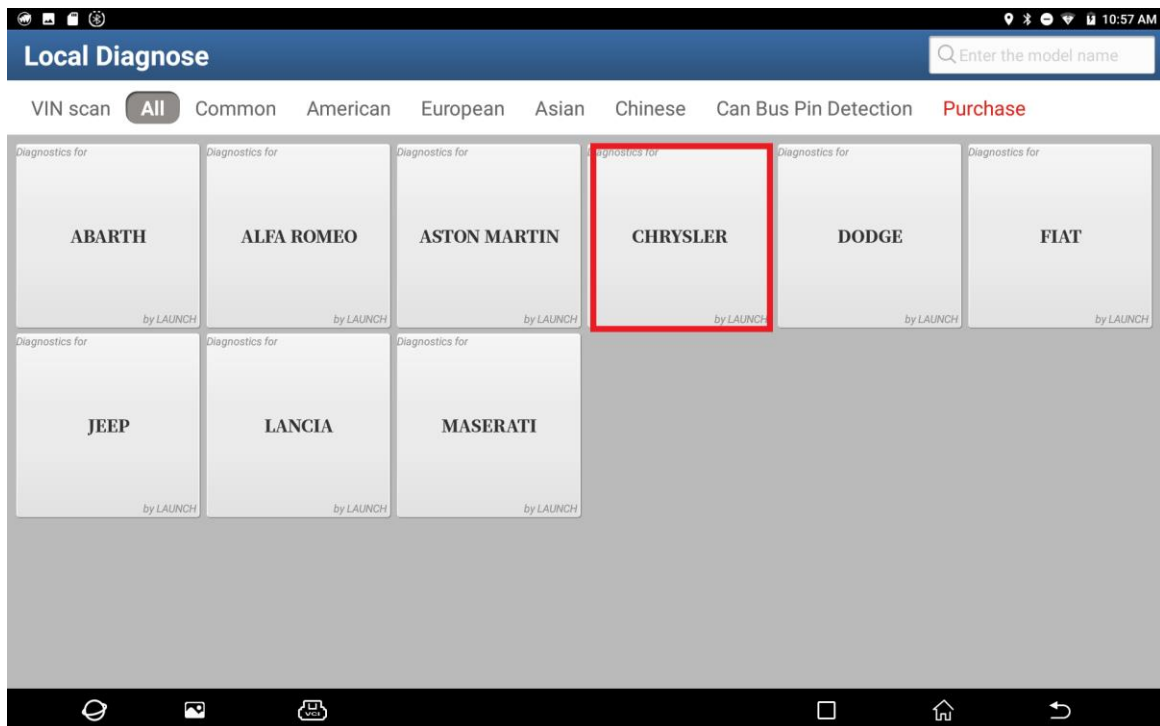 10:57 AM
Local Diagnose
Enter the model name
VIN scan All Common American European Asian Chinese Can Bus Pin Detection Purchase
Diagnostics for Diagnostics for Diagnostics for Diagnostics for Diagnostics for Diagnostics for
ABARTH ALFA ROMEO ASTON MARTIN CHRYSLER DODGE FIAT
by LAUNCH by LAUNCH by LAUNCH by LAUNCH by LAUNCH by LAUNCH
Diagnostics for Diagnostics for Diagnostics for
JEEP LANCIA MASERATI
by LAUNCH by LAUNCH by LAUNCH
VCI